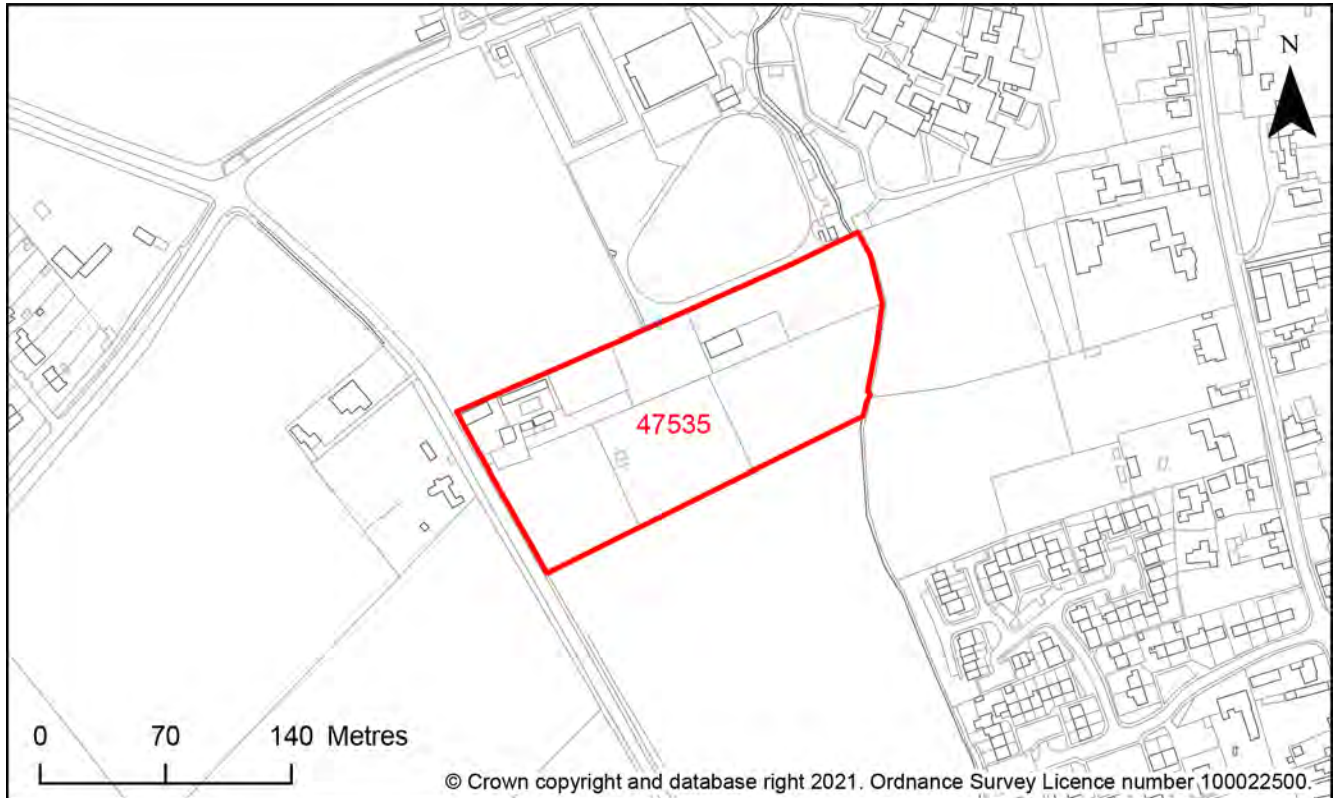 N
47535
0 70 140 Metres
© Crown copyright and database right 2021. Ordnance Survey Licence number 100022500.